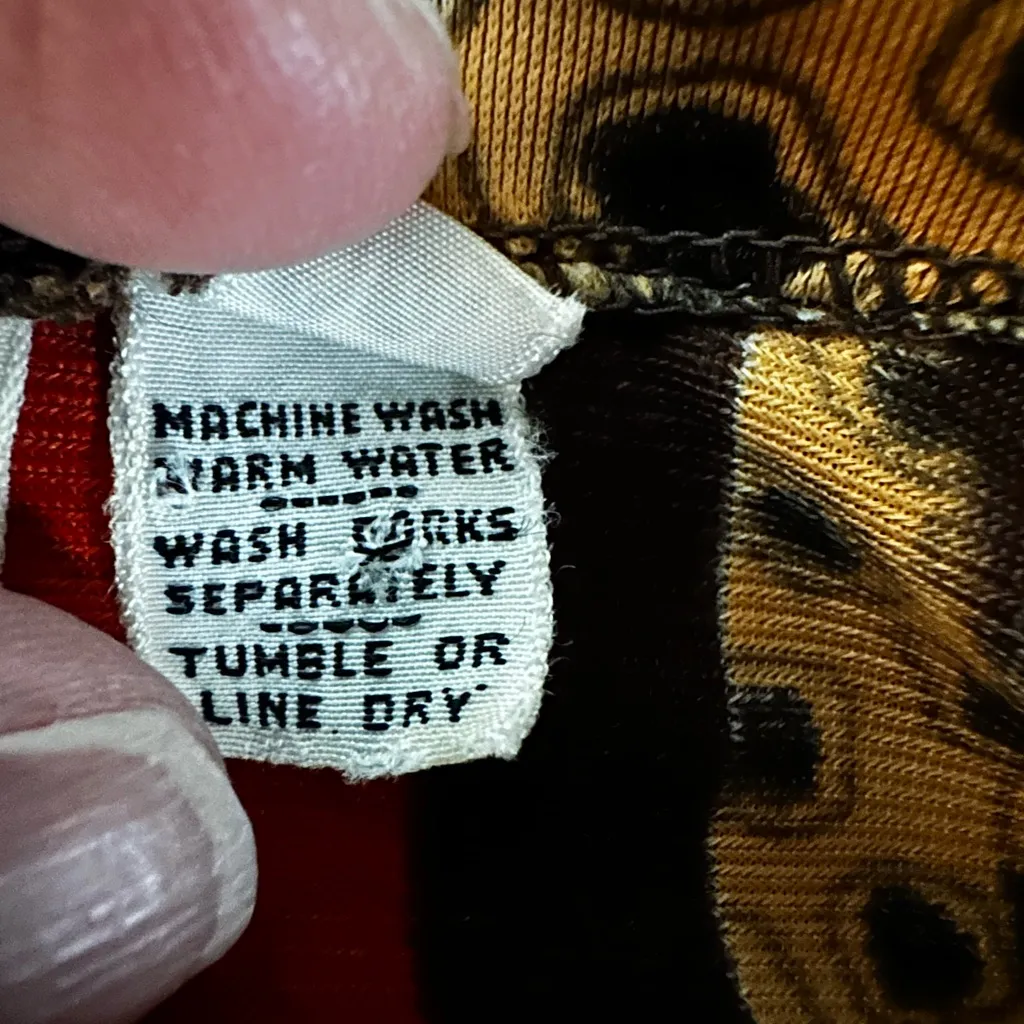 MACHINE WASH
WARM WATER
WASH DARKS
SEPARATELY
TUMBLE OR
LINE DRY